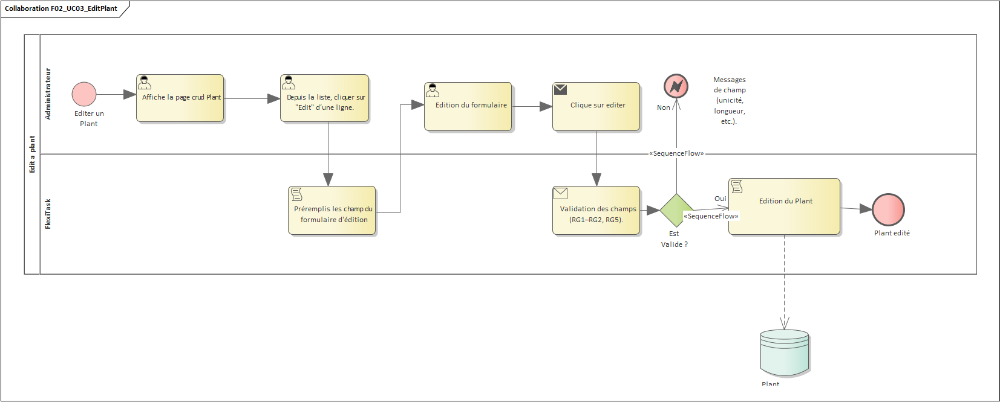 Collaboration F02_UC03_EditPlant
Edit a plant
Administrateur
Editer un
Plant
Affiche la page crud Plant
Depuis la liste, cliquer sur
"Edit" d’une ligne.
Edition du formulaire
Clique sur editer
Non
Messages
de champ
(unicité,
longueur,
etc.).
«SequenceFlow»
FlexiTask
Préremplis les champ du
formulaire d'édition
Validation des champs
(RG1–RG2, RG5).
Est
Valide ?
Oui
«SequenceFlow»
Edition du Plant
Plant edité
Plant